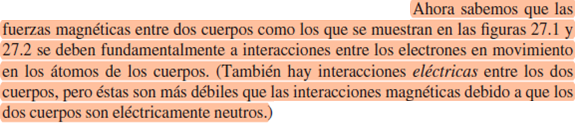 Ahora sabemos que las
fuerzas magnéticas entre dos cuerpos como los que se muestran en las figuras 27.1 y
27.2 se deben fundamentalmente a interacciones entre los electrones en movimiento
en los átomos de los cuerpos. (También hay interacciones eléctricas entre los dos
cuerpos, pero éstas son más débiles que las interacciones magnéticas debido a que los
dos cuerpos son eléctricamente neutros.)